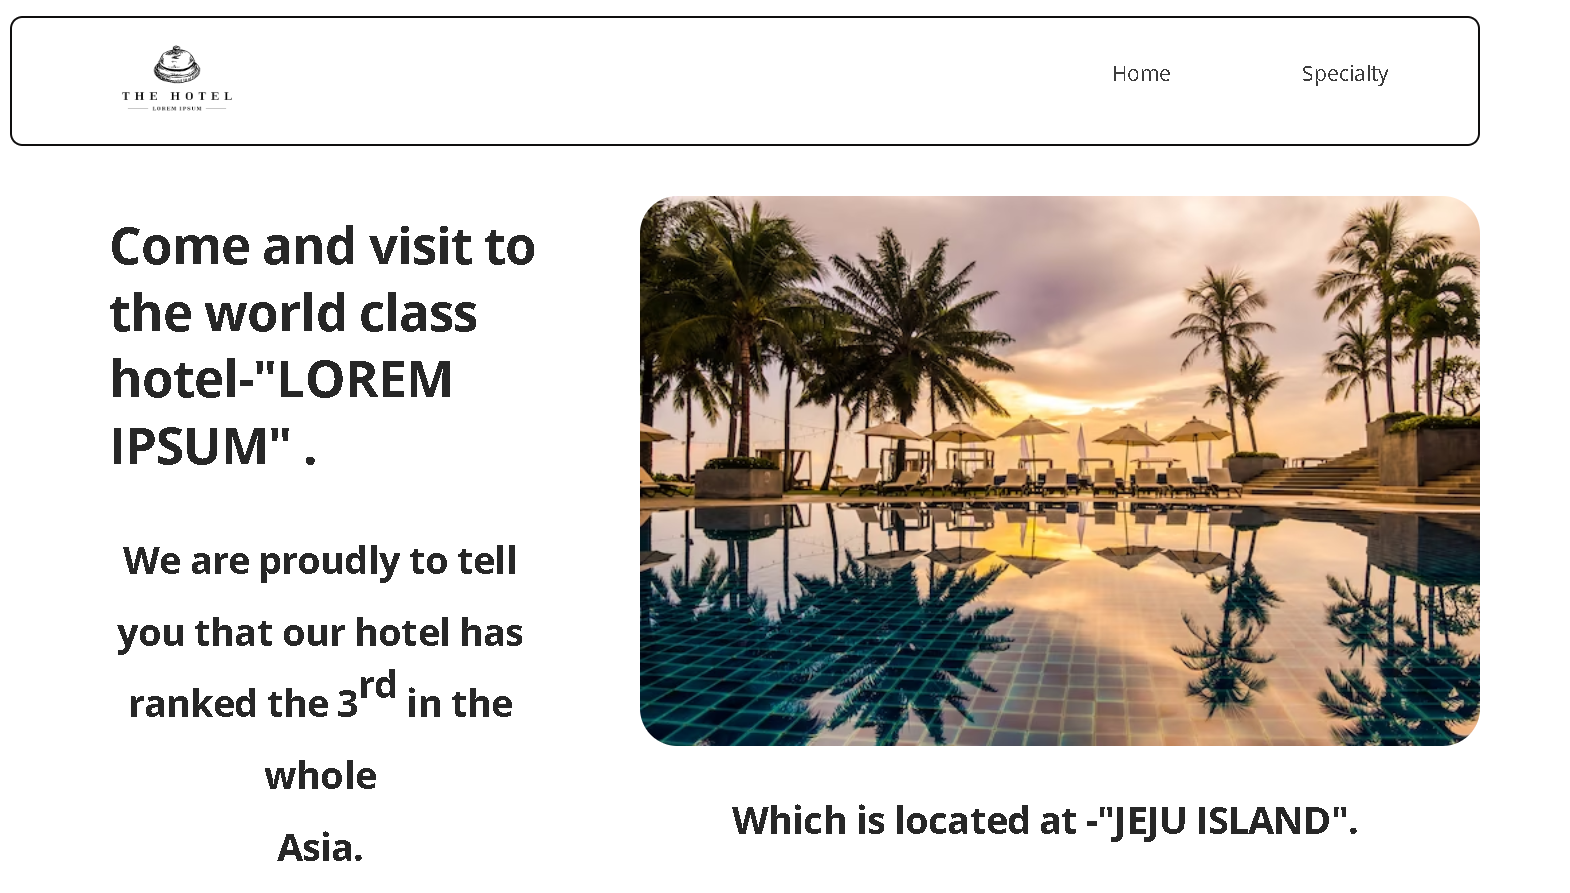 THE HOTEL
LOREM IPSUM
Home
Specialty
Come and visit to
the world class
hotel-"LOREM
IPSUM" .
We are proudly to tell
you that our hotel has
ranked the 3rd in the
whole
Asia.
Which is located at -"JEJU ISLAND".